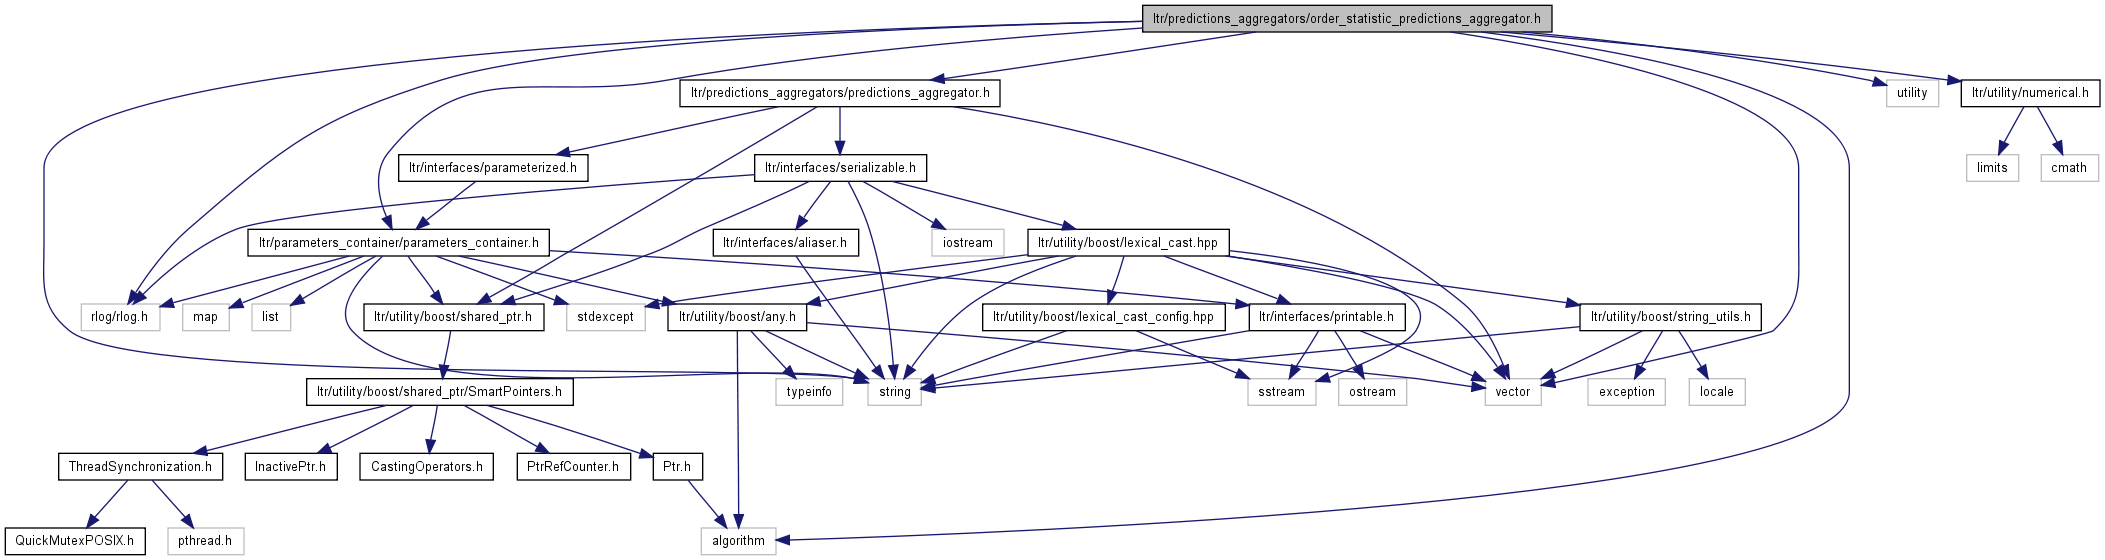 ltr/predictions_aggregators/order_statistic_predictions_aggregator.h
ltr/predictions_aggregators/predictions_aggregator.h
utility
ltr/utility/numerical.h
ltr/interfaces/parameterized.h
ltr/interfaces/serializable.h
limits
cmath
ltr/parameters_container/parameters_container.h
ltr/interfaces/aliaser.h
iostream
ltr/utility/boost/lexical_cast.hpp
rlog/rlog.h
map
list
ltr/utility/boost/shared_ptr.h
stdexcept
ltr/utility/boost/any.h
ltr/utility/boost/lexical_cast_config.hpp
ltr/interfaces/printable.h
ltr/utility/boost/string_utils.h
ltr/utility/boost/shared_ptr/SmartPointers.h
typeinfo
string
sstream
ostream
vector
exception
locale
ThreadSynchronization.h
InactivePtr.h
CastingOperators.h
PtrRefCounter.h
Ptr.h
QuickMutexPOSIX.h
pthread.h
algorithm